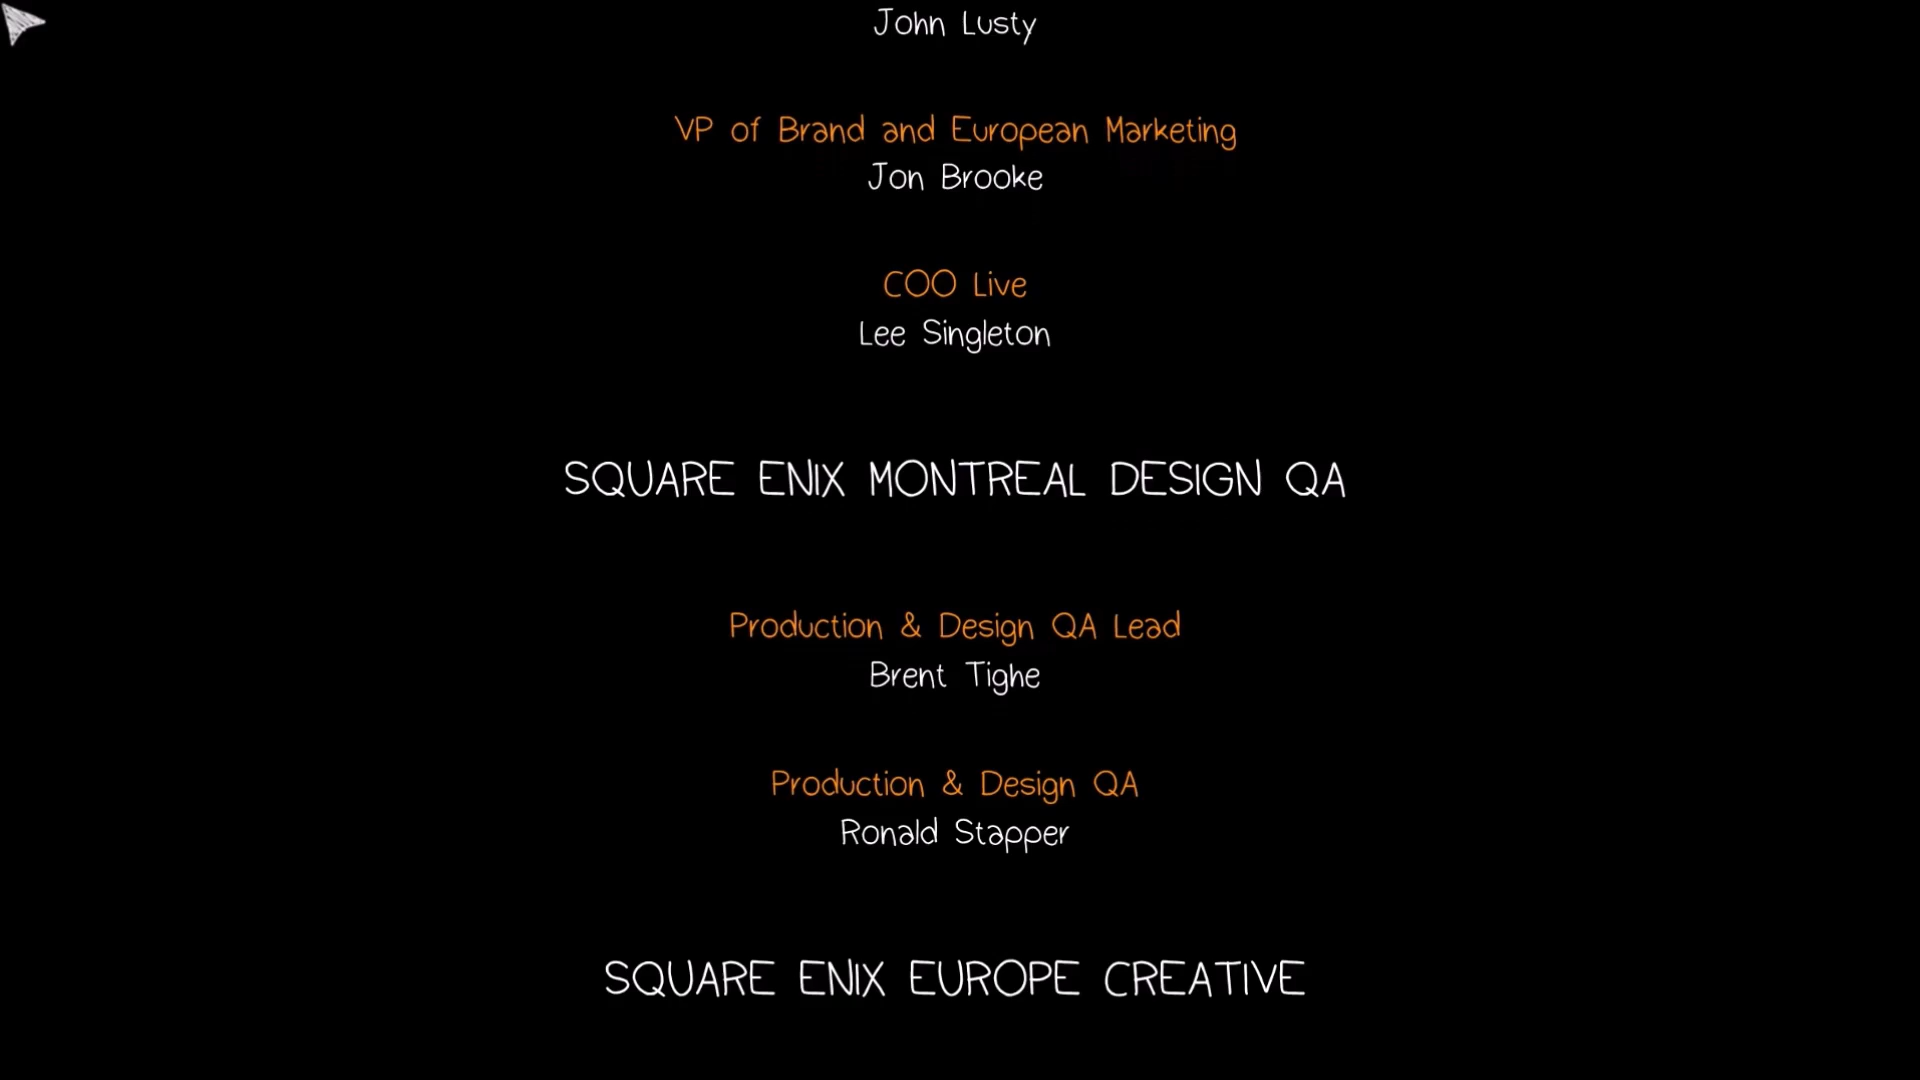 John Lusty
VP of Brand and European Marketing
Jon Brooke
COO Live
Lee Singleton
SQUARE ENIX MONTREAL DESIGN QA
Production & Design QA Lead
Brent Tighe
Production & Design QA
Ronald Stapper
SQUARE ENIX EUROPE CREATIVE